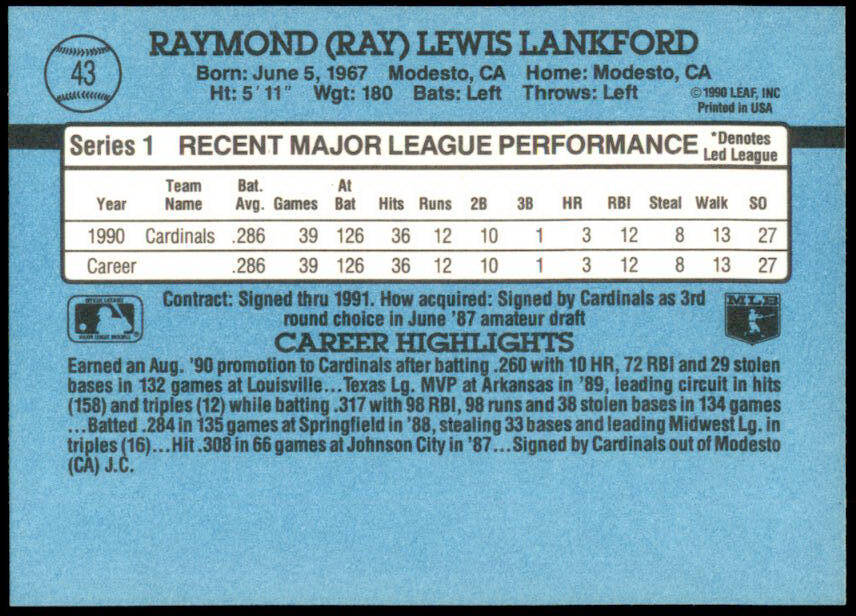 43
RAYMOND (RAY) LEWIS LANKFORD
Born: June 5, 1967 Modesto, CA Home: Modesto, CA
Ht: 5' 11" Wgt: 180 Bats: Left Throws: Left
©1990 LEAF, INC
Printed in USA
Series 1 RECENT MAJOR LEAGUE PERFORMANCE *Denotes Led League
Year Team Name Bat. Avg. Games At Bat Hits Runs 2B 3B HR RBI Steal Walk SO
1990 Cardinals .286 39 126 36 12 10 1 3 12 8 13 27
Career .286 39 126 36 12 10 1 3 12 8 13 27
Contract: Signed thru 1991. How acquired: Signed by Cardinals as 3rd
round choice in June '87 amateur draft
MLB
CAREER HIGHLIGHTS
Earned an Aug. '90 promotion to Cardinals after batting .260 with 10 HR, 72 RBI and 29 stolen
bases in 132 games at Louisville...Texas Lg. MVP at Arkansas in '89, leading circuit in hits
(158) and triples (12) while batting .317 with 98 RBI, 98 runs and 38 stolen bases in 134 games
...Batted .284 in 135 games at Springfield in '88, stealing 33 bases and leading Midwest Lg. in
triples (16)...Hit .308 in 66 games at Johnson City in '87...Signed by Cardinals out of Modesto
(CA) J.C.